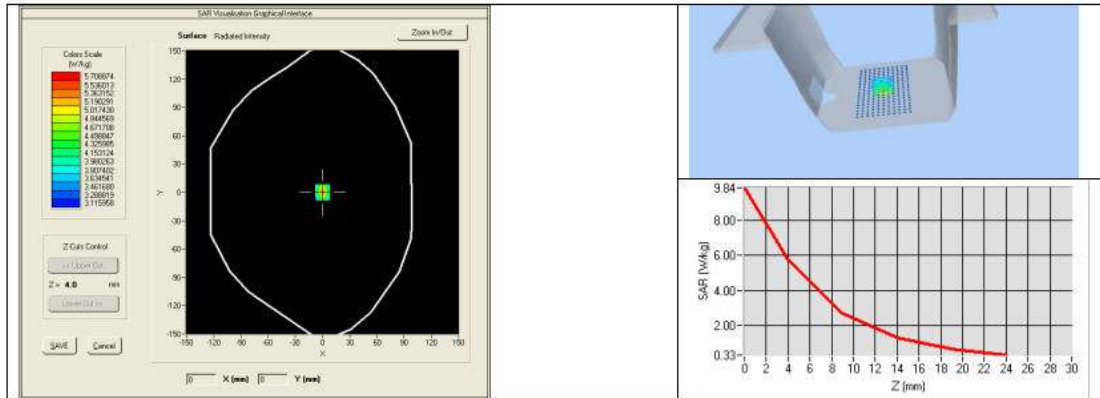 SAR Visualisation Graphical Interface
Surface Radiated Intensity
Zoom In/Out
Colors Scale
(W/kg)
5.708874
5.536013
5.363152
5.190291
5.017430
4.844569
4.671708
4.498847
4.325985
4.153124
3.980263
3.807402
3.634541
3.461680
3.288819
3.115958
Z-Cuts Control
<< Upper Cut
Z = 4.0 mm
Lower Cut >>
SAVE Cancel
150
120
90
60
30
0
-30
-60
-90
-120
-150
Y
-150 -120 -90 -60 -30 0 30 60 90 120 150
X
0 X (mm) 0 Y (mm)
9.84
8.00
6.00
4.00
2.00
0.33
SAR (W/kg)
0 2 4 6 8 10 12 14 16 18 20 22 24 26 28 30
Z (mm)